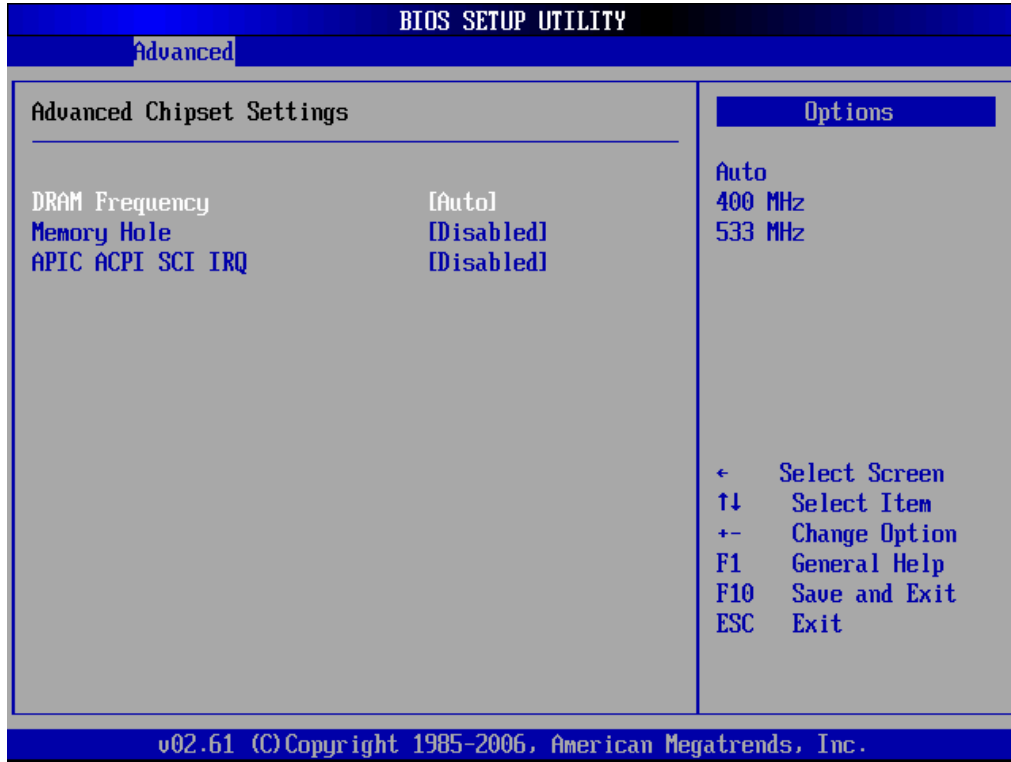 BIOS SETUP UTILITY
Advanced
Advanced Chipset Settings
DRAM Frequency [Auto]
Memory Hole [Disabled]
APIC ACPI SCI IRQ [Disabled]
Options
Auto
400 MHz
533 MHz
← Select Screen
↑↓ Select Item
+- Change Option
F1 General Help
F10 Save and Exit
ESC Exit
v02.61 (C)Copyright 1985-2006, American Megatrends, Inc.